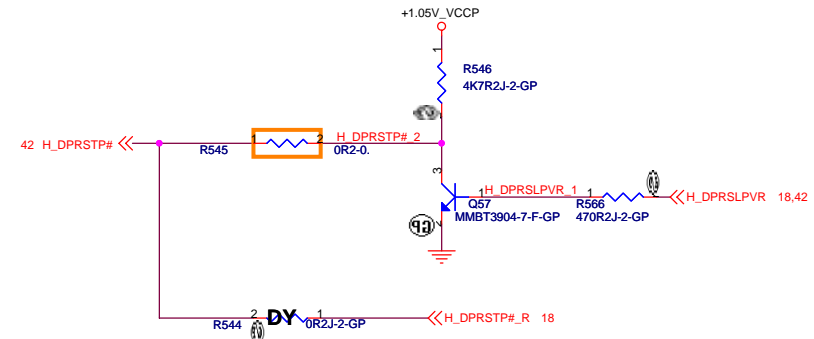 +1.05V_VCCP
1
R546
4K7R2J-2-GP
42 H_DPRSTP#
1
2
H_DPRSTP#_2
R545
0R2-0.
3
1
H_DPRSLPVR_1
1
H_DPRSLPVR 18,42
Q57
R566
MMBT3904-7-F-GP
470R2J-2-GP
2
DY
1
R544
0R2J-2-GP
H_DPRSTP#_R 18